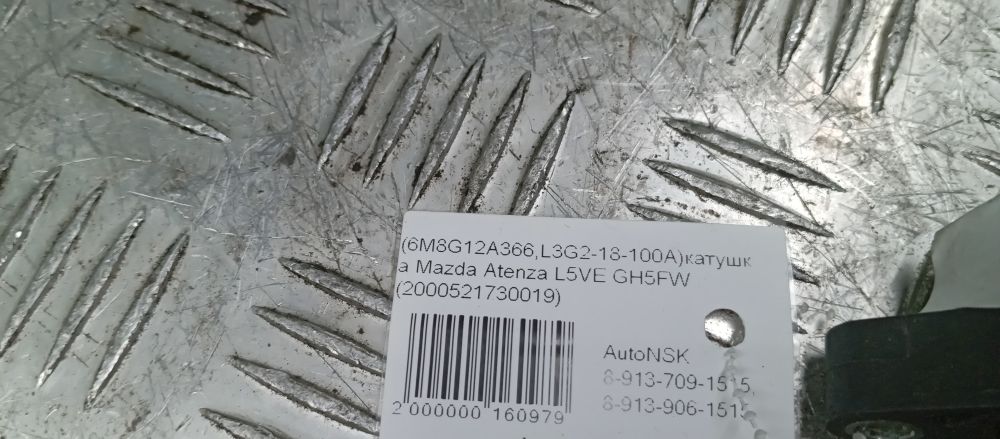 (6M8G12A366,L3G2-18-100A)катушк
а Mazda Atenza L5VE GH5FW
(2000521730019)
2 000000 160979
AutoNSK
8-913-709-1515,
8-913-906-1515